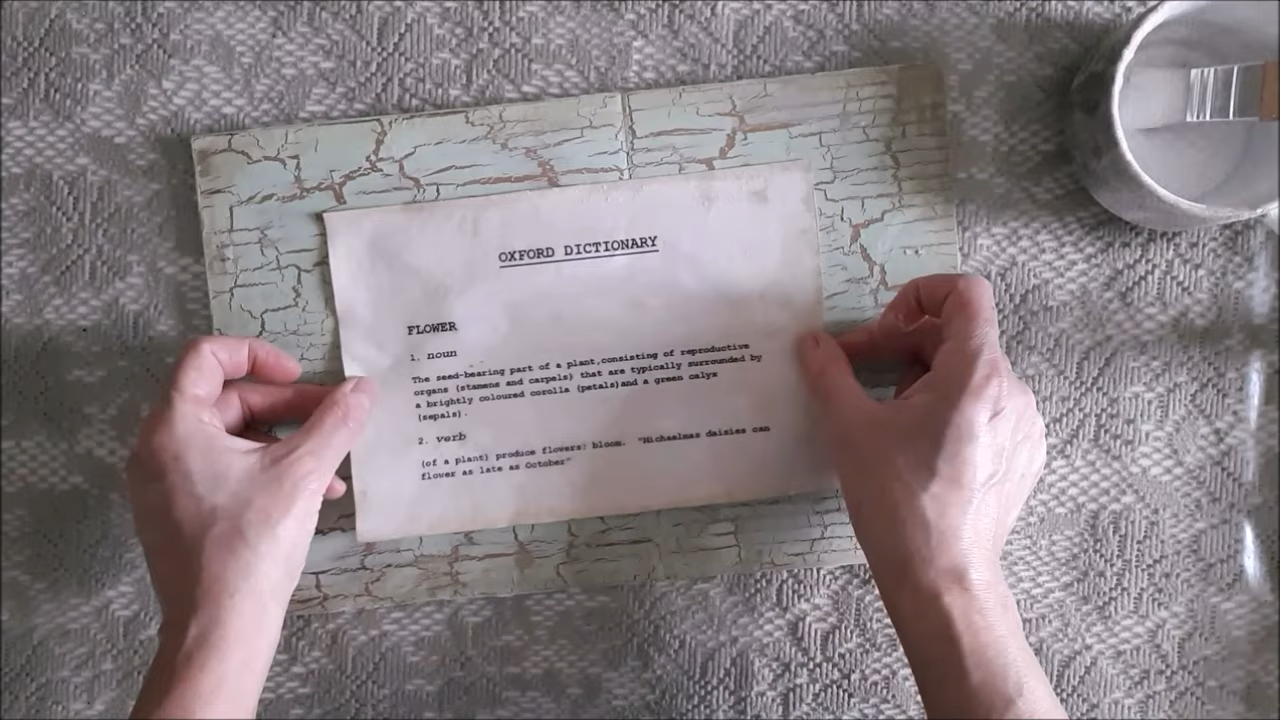 OXFORD DICTIONARY
FLOWER
1. noun
The seed-bearing part of a plant,consisting of reproductive
organs (stamens and carpels) that are typically surrounded by
a brightly coloured corolla (petals)and a green calyx
(sepals).
2. verb
(of a plant) produce flowers; bloom. "Michaelmas daisies can
flower as late as October"